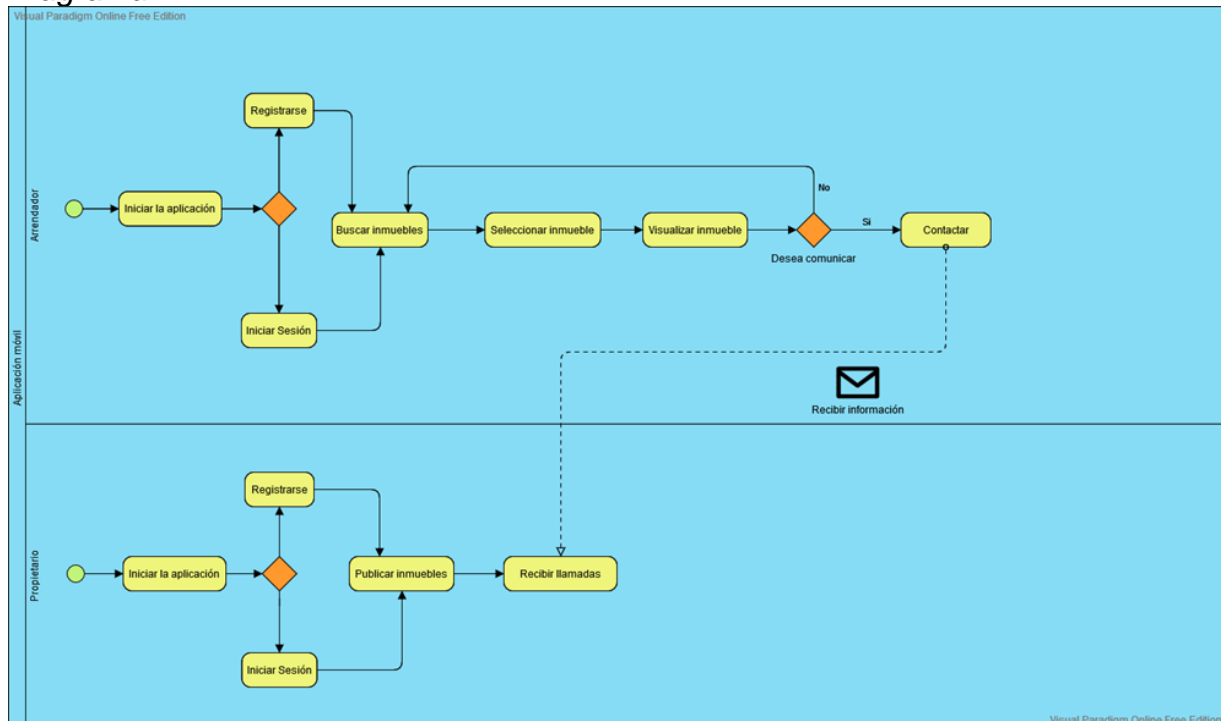 Visual Paradigm Online Free Edition
Aplicación móvil
Arrendador
Iniciar la aplicación
Registrarse
Iniciar Sesión
Buscar inmuebles
Seleccionar inmueble
Visualizar inmueble
No
Desea comunicar
Si
Contactar
Recibir información
Propietario
Iniciar la aplicación
Registrarse
Iniciar Sesión
Publicar inmuebles
Recibir llamadas
Visual Paradigm Online Free Edition